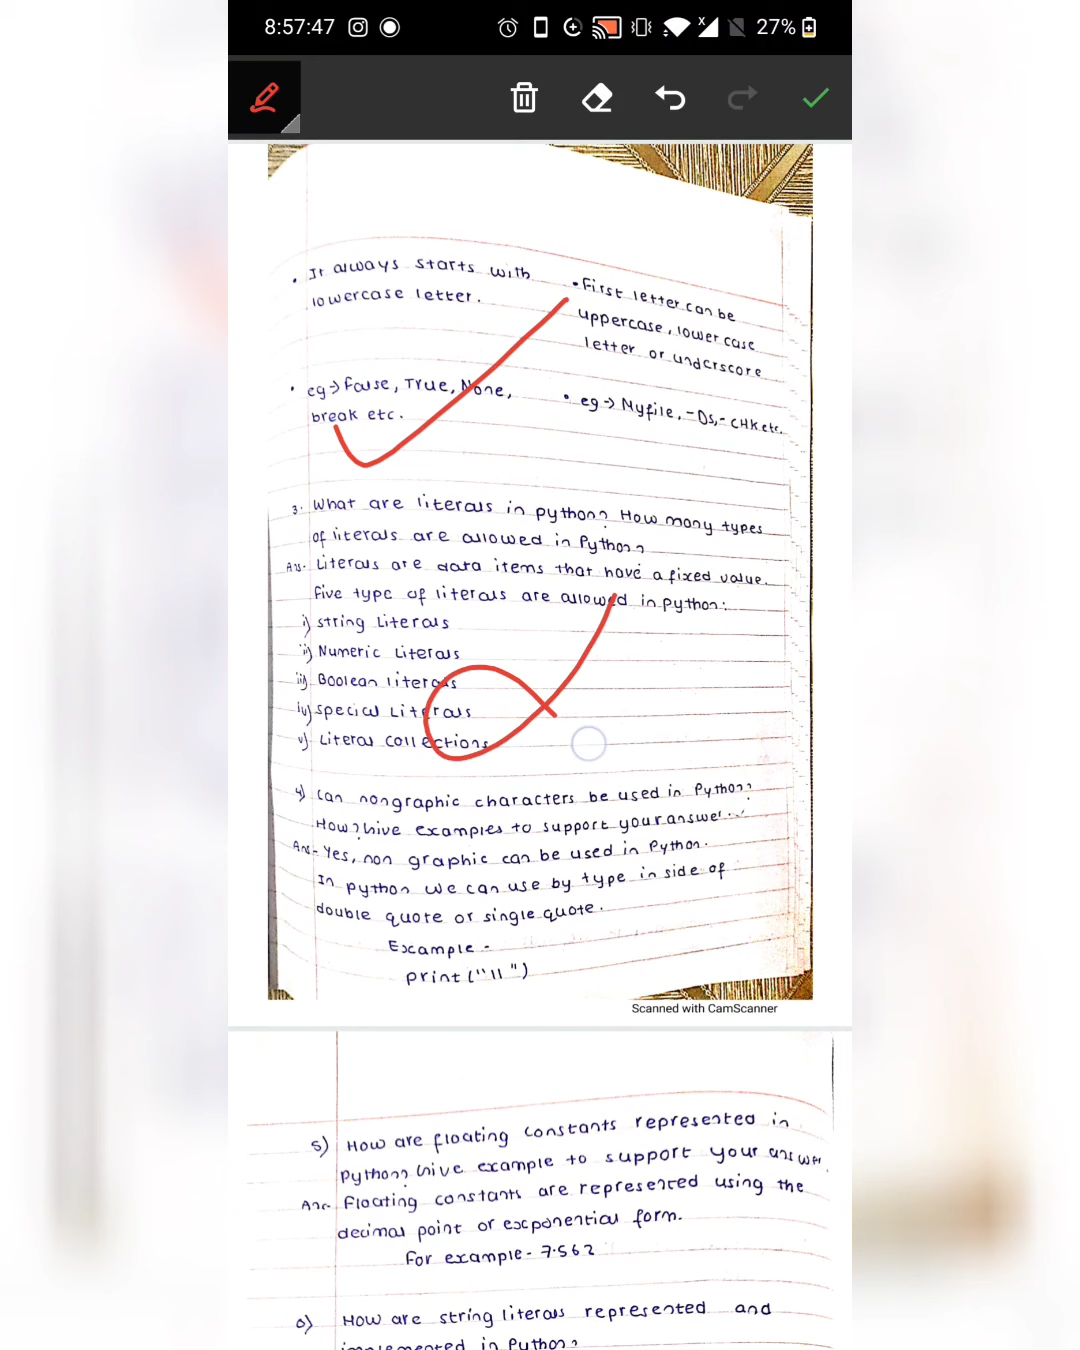 8:57:47
27%
• It always starts with
lowercase letter.
• First letter can be
uppercase, lower case
letter or underscore
• eg → False, True, None,
break etc.
• eg → Myfile, -Ds, - CHK etc.
3. What are literals in python? How many types
of literals are allowed in Python?
Ans- Literals are data items that have a fixed value.
Five type of literals are allowed in python:
i) string Literals
ii) Numeric Literals
iii) Boolean literals
iv) special Literals
v) Literal collections
4) Can nongraphic characters be used in Python?
How? Give examples to support your answer.
Ans- Yes, non graphic can be used in Python.
In python we can use by type in side of
double quote or single quote.
Example -
print ("\\")
Scanned with CamScanner
5) How are floating constants represented in
Python? Give example to support your answer.
Ans- Floating constants are represented using the
decimal point or exponential form.
For example - 7.562
6) How are string literals represented and
implemented in Python?